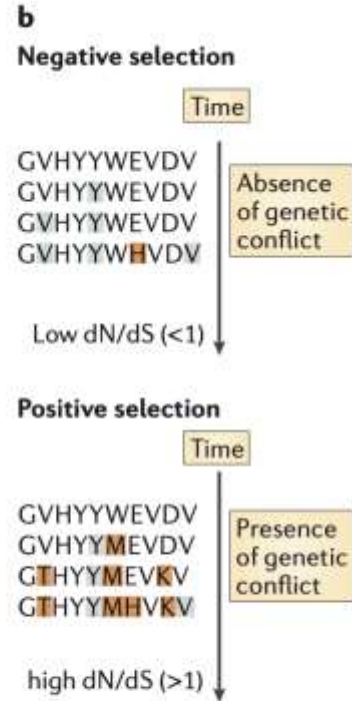 b
Negative selection
Time
GVHYYWEVDV
GVHYYWEVDV
GVHYYWEVDV
GVHYYWHVDV
Absence
of genetic
conflict
Low dN/dS (<1)
Positive selection
Time
GVHYYWEVDV
GVHYYMEVDV
GTHYYMEVKV
GTHYYMHVKV
Presence
of genetic
conflict
high dN/dS (>1)